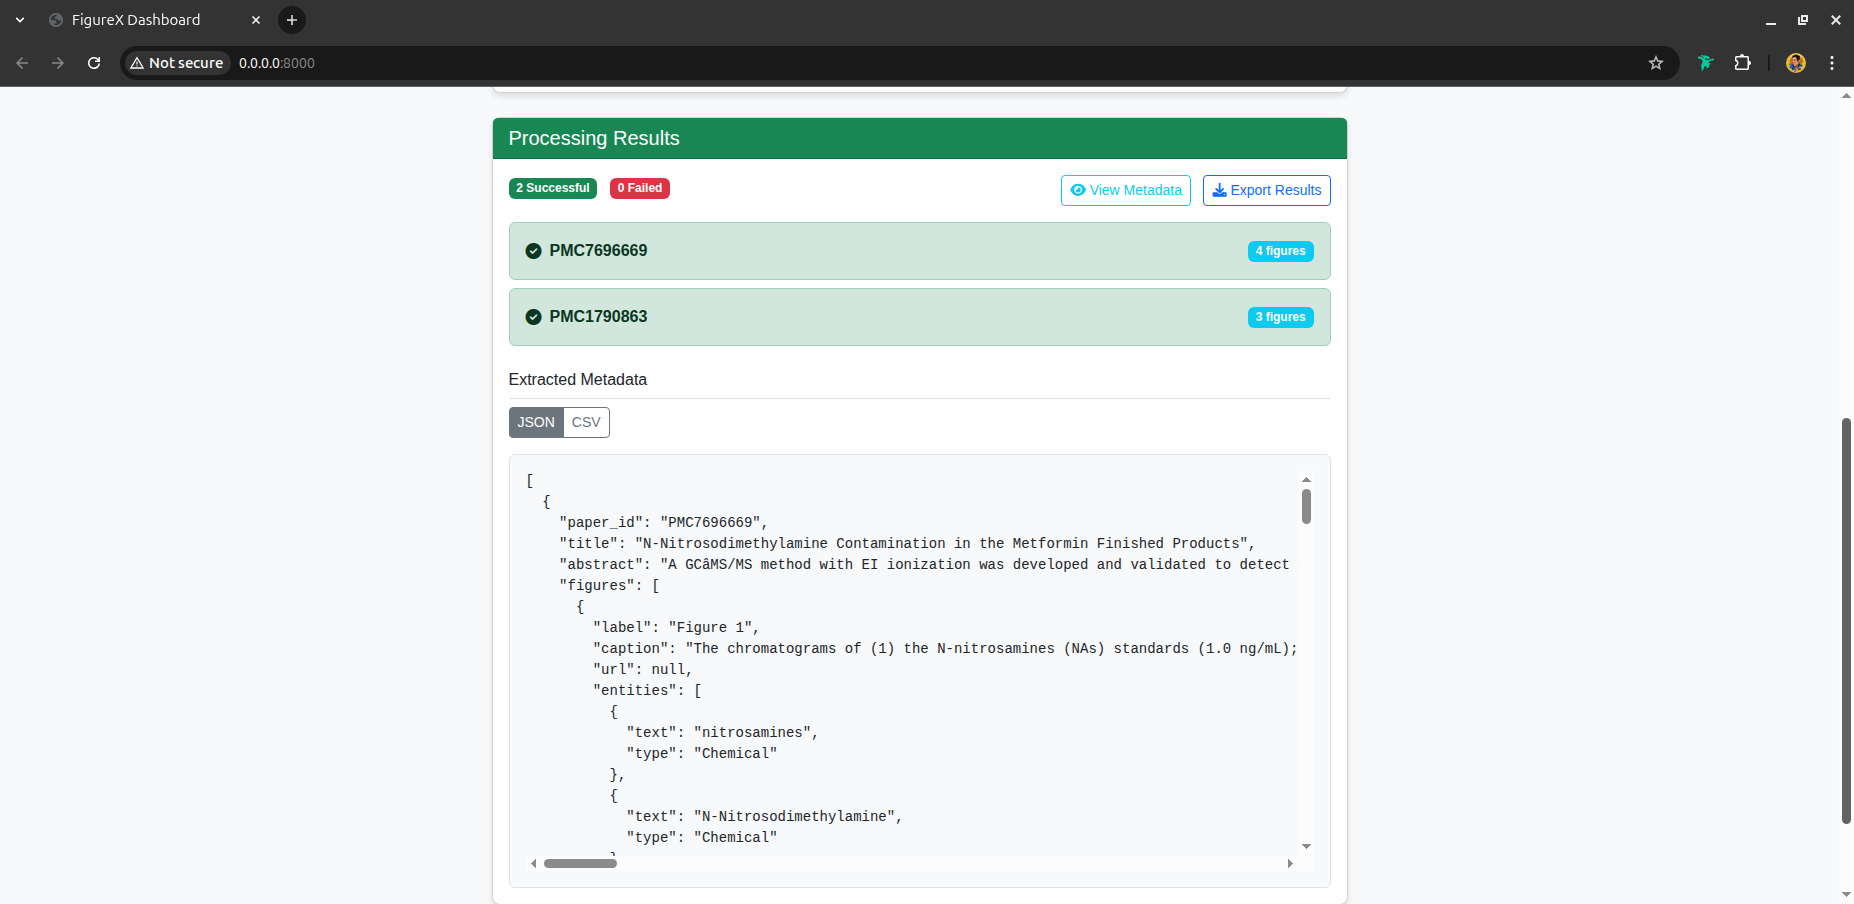 FigureX Dashboard
Not secure 0.0.0.0:8000
Processing Results
2 Successful 0 Failed View Metadata Export Results
PMC7696669 4 figures
PMC1790863 3 figures
Extracted Metadata
JSON CSV
[
{
"paper_id": "PMC7696669",
"title": "N-Nitrosodimethylamine Contamination in the Metformin Finished Products",
"abstract": "A GCâMS/MS method with EI ionization was developed and validated to detect
"figures": [
{
"label": "Figure 1",
"caption": "The chromatograms of (1) the N-nitrosamines (NAs) standards (1.0 ng/mL);
"url": null,
"entities": [
{
"text": "nitrosamines",
"type": "Chemical"
},
{
"text": "N-Nitrosodimethylamine",
"type": "Chemical"
}